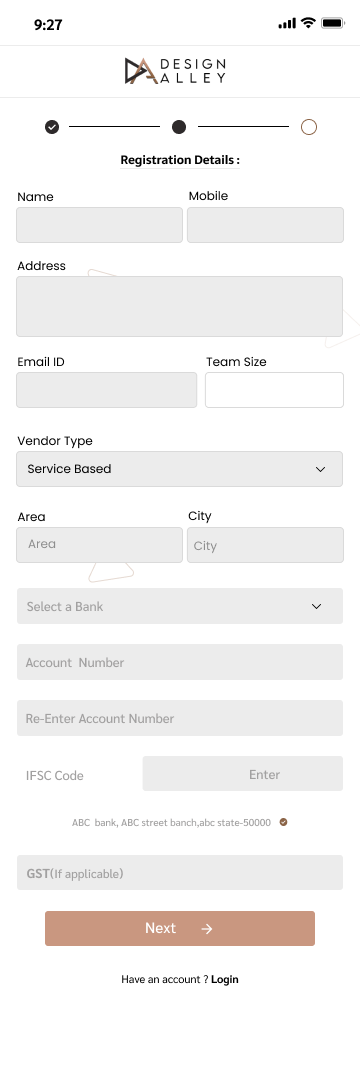 9:27
DESIGN
ALLEY
Registration Details :
Name Mobile
Address
Email ID Team Size
Vendor Type
Service Based
Area City
Area City
Select a Bank
Account  Number
Re-Enter Account Number
IFSC Code Enter
ABC  bank, ABC street banch,abc state-50000
GST(If applicable)
Next
Have an account ? Login